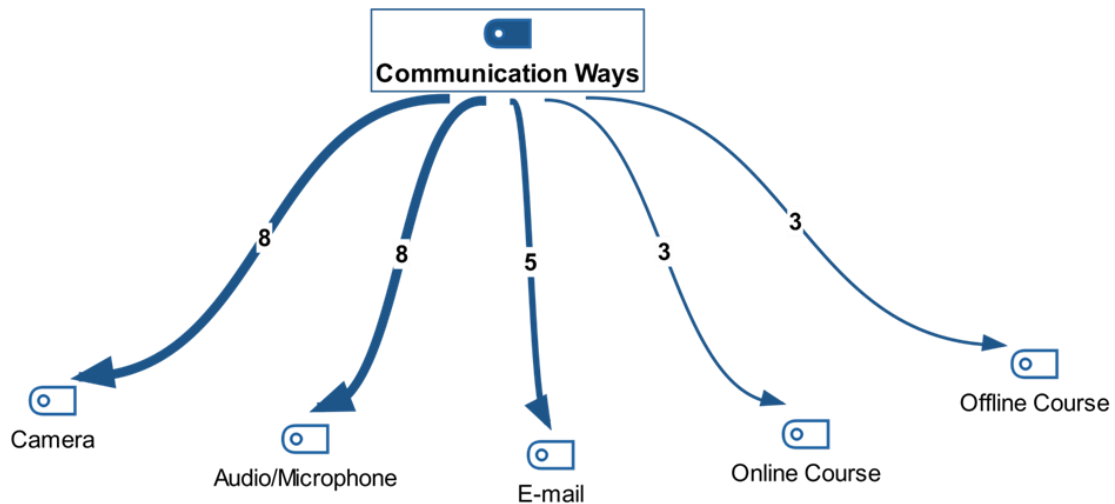 Communication Ways
8
8
5
3
3
Camera
Audio/Microphone
E-mail
Online Course
Offline Course